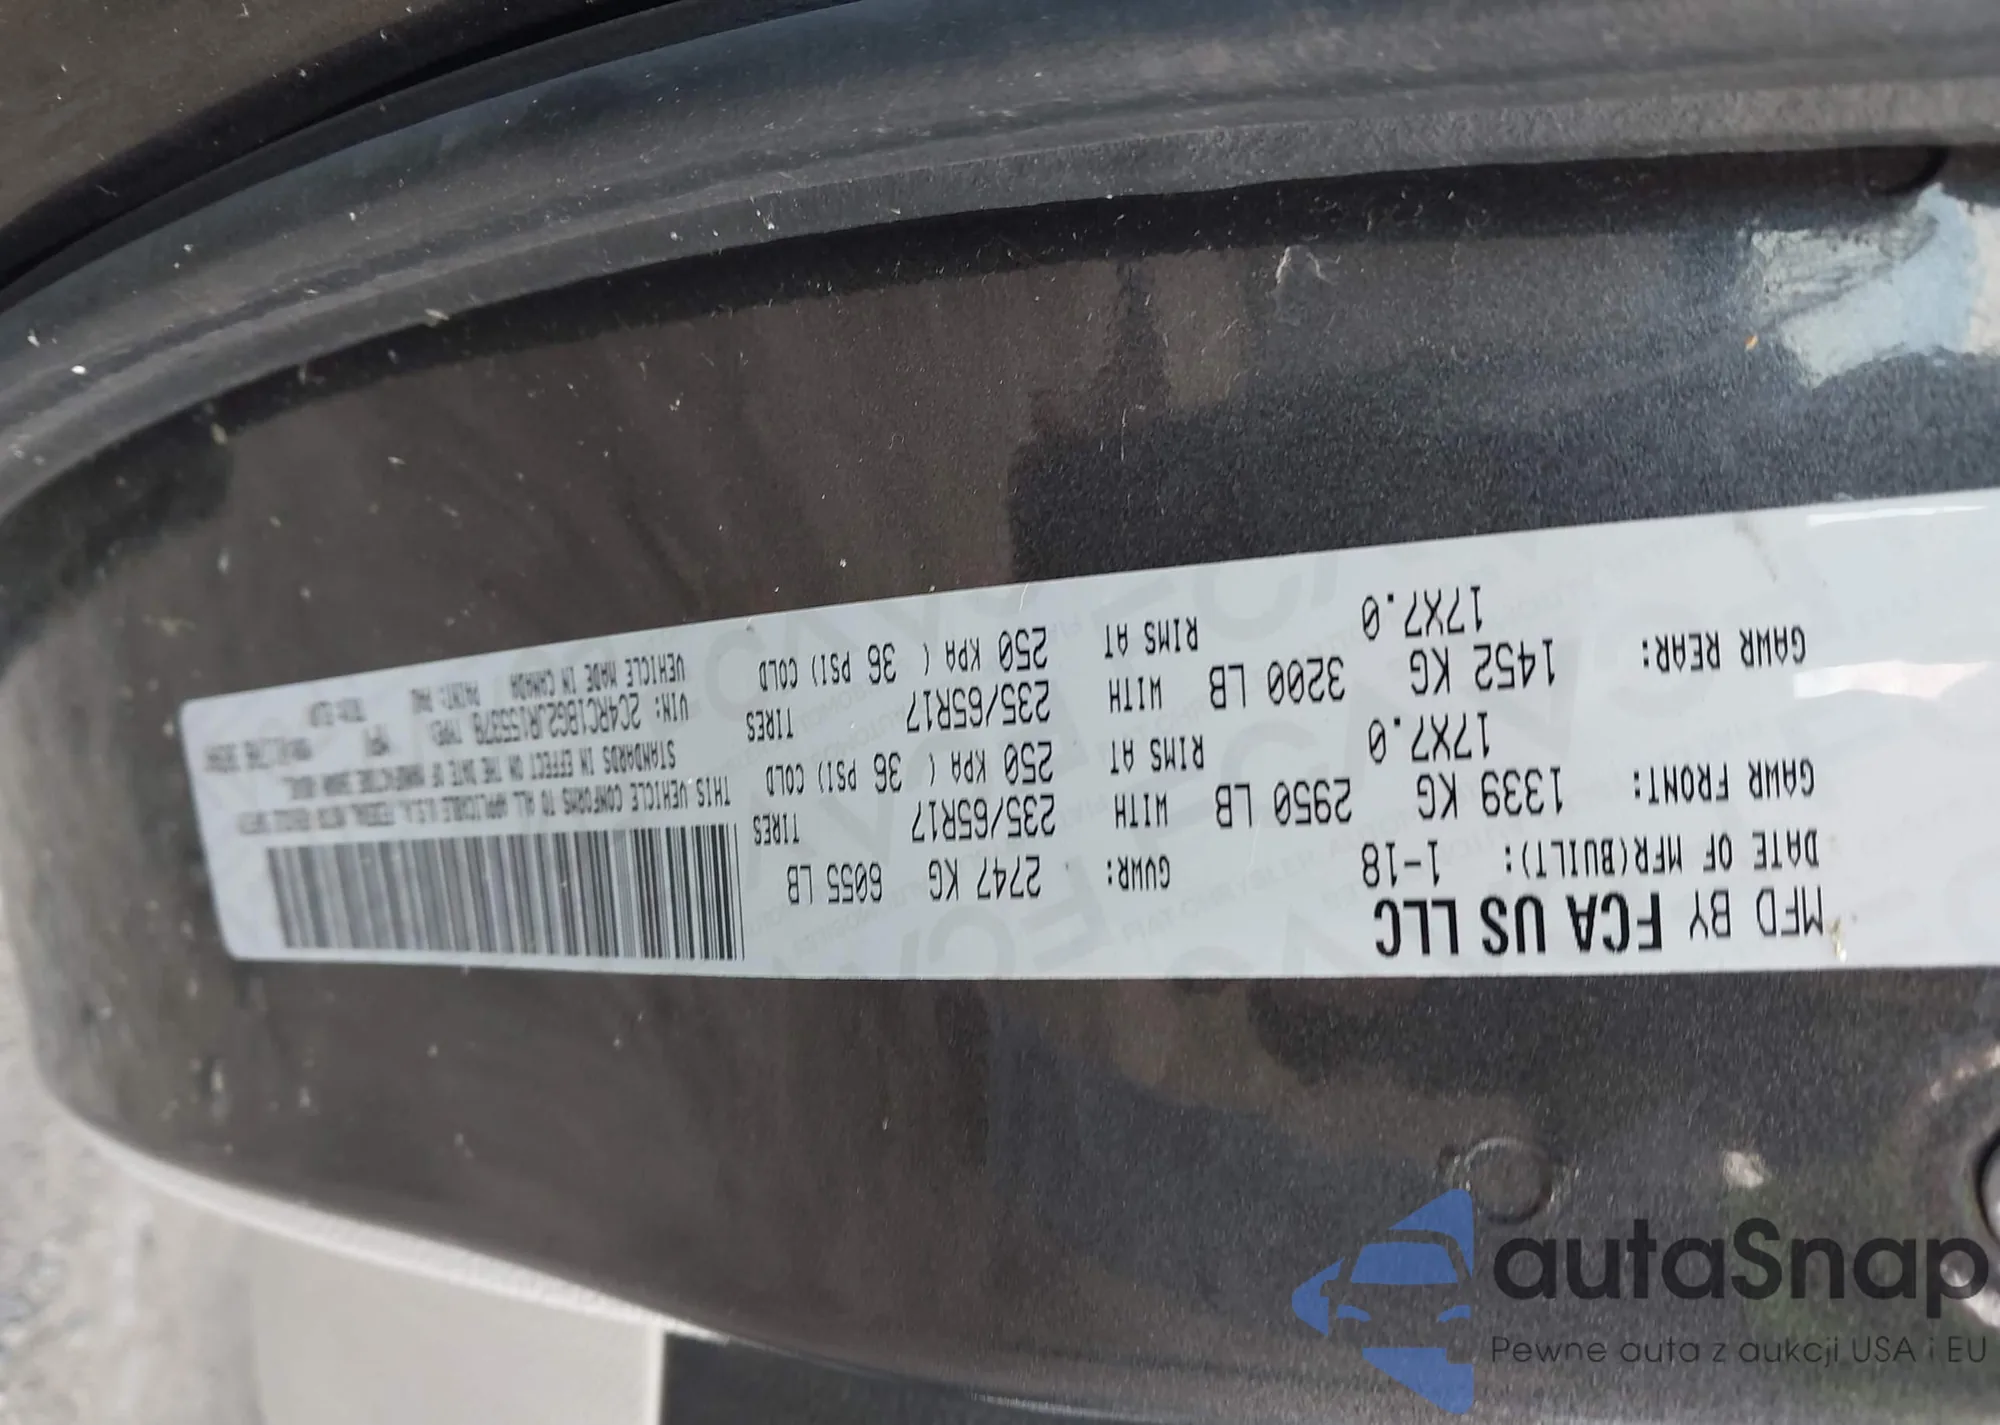 MFD BY FCA US LLC
DATE OF MFR(BUILT): 1-18 GVWR: 2747 KG 6055 LB
GAWR FRONT: 1339 KG 2950 LB WITH 235/65R17 TIRES
17X7.0 RIMS AT 250 KPA ( 36 PSI) COLD
GAWR REAR: 1452 KG 3200 LB WITH 235/65R17 TIRES
17X7.0 RIMS AT 250 KPA ( 36 PSI) COLD
THIS VEHICLE CONFORMS TO ALL APPLICABLE U.S.A. FEDERAL MOTOR VEHICLE SAFETY
STANDARDS IN EFFECT ON THE DATE OF MANUFACTURE SHOWN ABOVE.
VIN: 2C4RC1BG2JR155379 TYPE: MPV
VEHICLE MADE IN CANADA PAINT:
autaSnap
Pewne auta z aukcji USA i EU